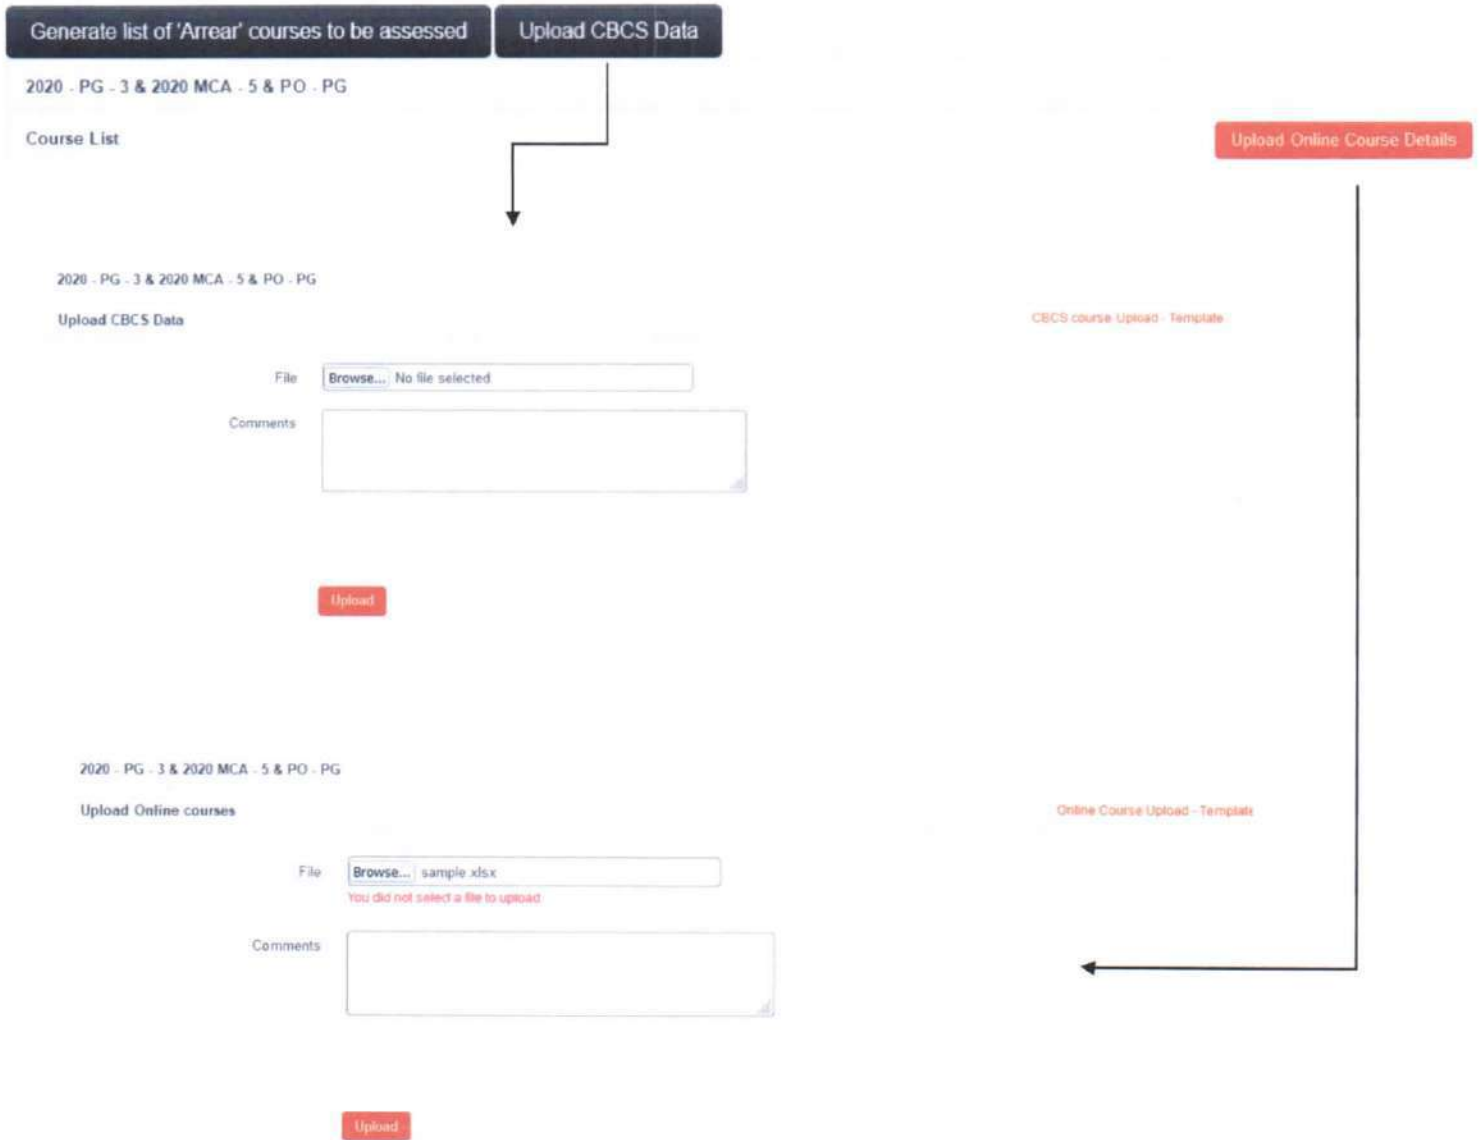 Generate list of 'Arrear' courses to be assessed Upload CBCS Data
2020 - PG - 3 & 2020 MCA - 5 & PO - PG
Course List
Upload Online Course Details
2020 - PG - 3 & 2020 MCA - 5 & PO - PG
Upload CBCS Data
CBCS course Upload - Template
File Browse... No file selected
Comments
Upload
2020 - PG - 3 & 2020 MCA - 5 & PO - PG
Upload Online courses
Online Course Upload - Template
File Browse... sample.xlsx
You did not select a file to upload.
Comments
Upload